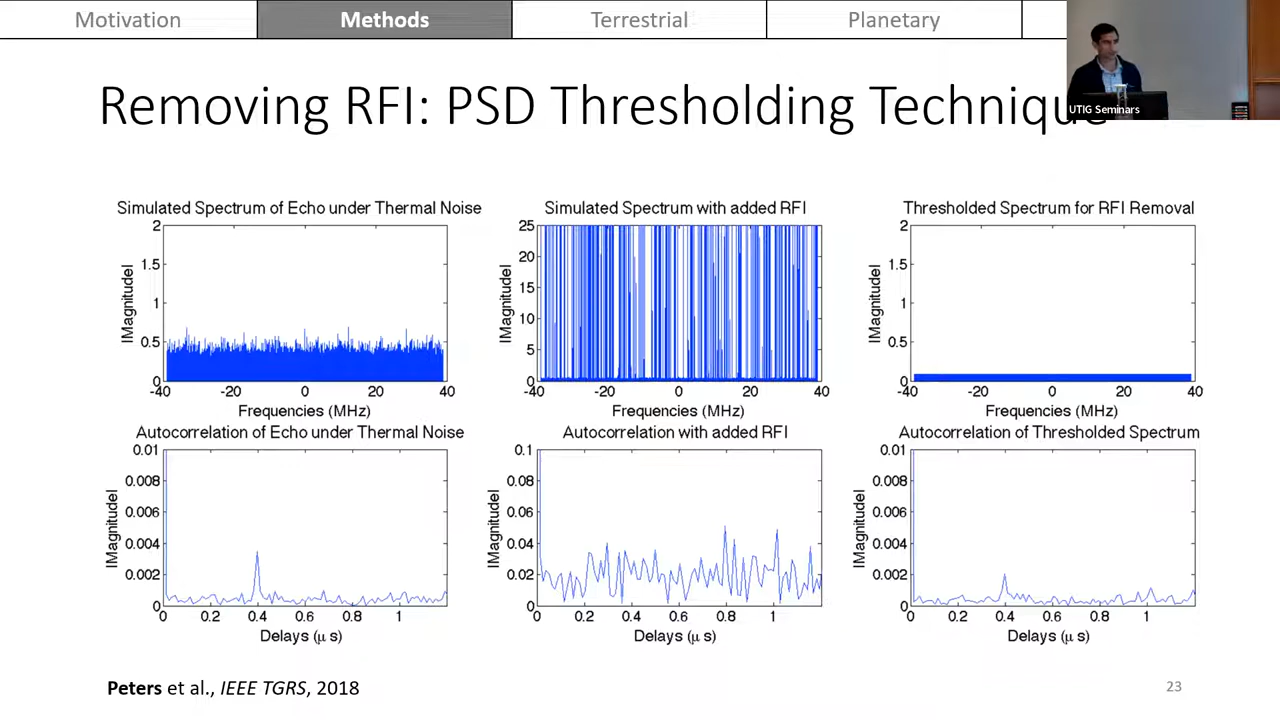 Motivation
Methods
Terrestrial
Planetary
UTIG Seminars
Removing RFI: PSD Thresholding Technique
Simulated Spectrum of Echo under Thermal Noise
2
1.5
1
0.5
0
-40
-20
0
20
40
|Magnitude|
Frequencies (MHz)
Simulated Spectrum with added RFI
25
20
15
10
5
0
-40
-20
0
20
40
|Magnitude|
Frequencies (MHz)
Thresholded Spectrum for RFI Removal
2
1.5
1
0.5
0
-40
-20
0
20
40
|Magnitude|
Frequencies (MHz)
Autocorrelation of Echo under Thermal Noise
0.01
0.008
0.006
0.004
0.002
0
0
0.2
0.4
0.6
0.8
1
|Magnitude|
Delays (μ s)
Autocorrelation with added RFI
0.1
0.08
0.06
0.04
0.02
0
0
0.2
0.4
0.6
0.8
1
|Magnitude|
Delays (μ s)
Autocorrelation of Thresholded Spectrum
0.01
0.008
0.006
0.004
0.002
0
0
0.2
0.4
0.6
0.8
1
|Magnitude|
Delays (μ s)
Peters et al., IEEE TGRS, 2018
23